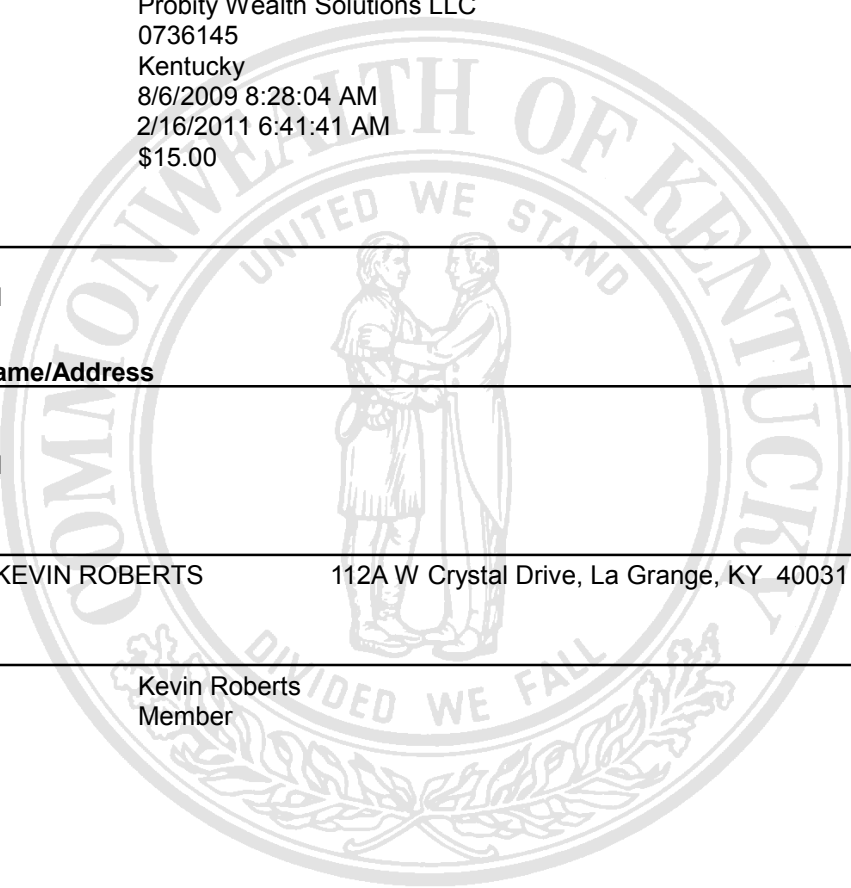 Probity Wealth Solutions LLC
0736145
Kentucky
8/6/2009 8:28:04 AM
2/16/2011 6:41:41 AM
$15.00
COMMONWEALTH OF KENTUCKY
UNITED WE STAND
ame/Address
KEVIN ROBERTS 112A W Crystal Drive, La Grange, KY 40031
DIVIDED WE FALL
Kevin Roberts
Member